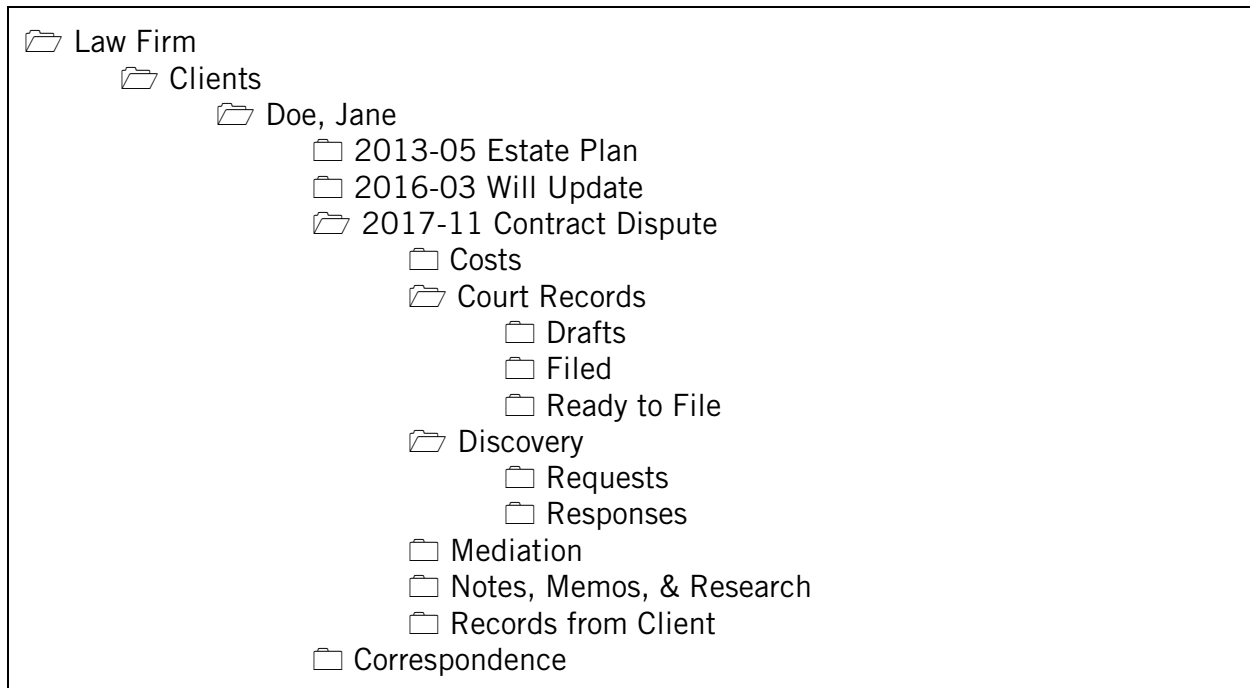 Law Firm
Clients
Doe, Jane
2013-05 Estate Plan
2016-03 Will Update
2017-11 Contract Dispute
Costs
Court Records
Drafts
Filed
Ready to File
Discovery
Requests
Responses
Mediation
Notes, Memos, & Research
Records from Client
Correspondence